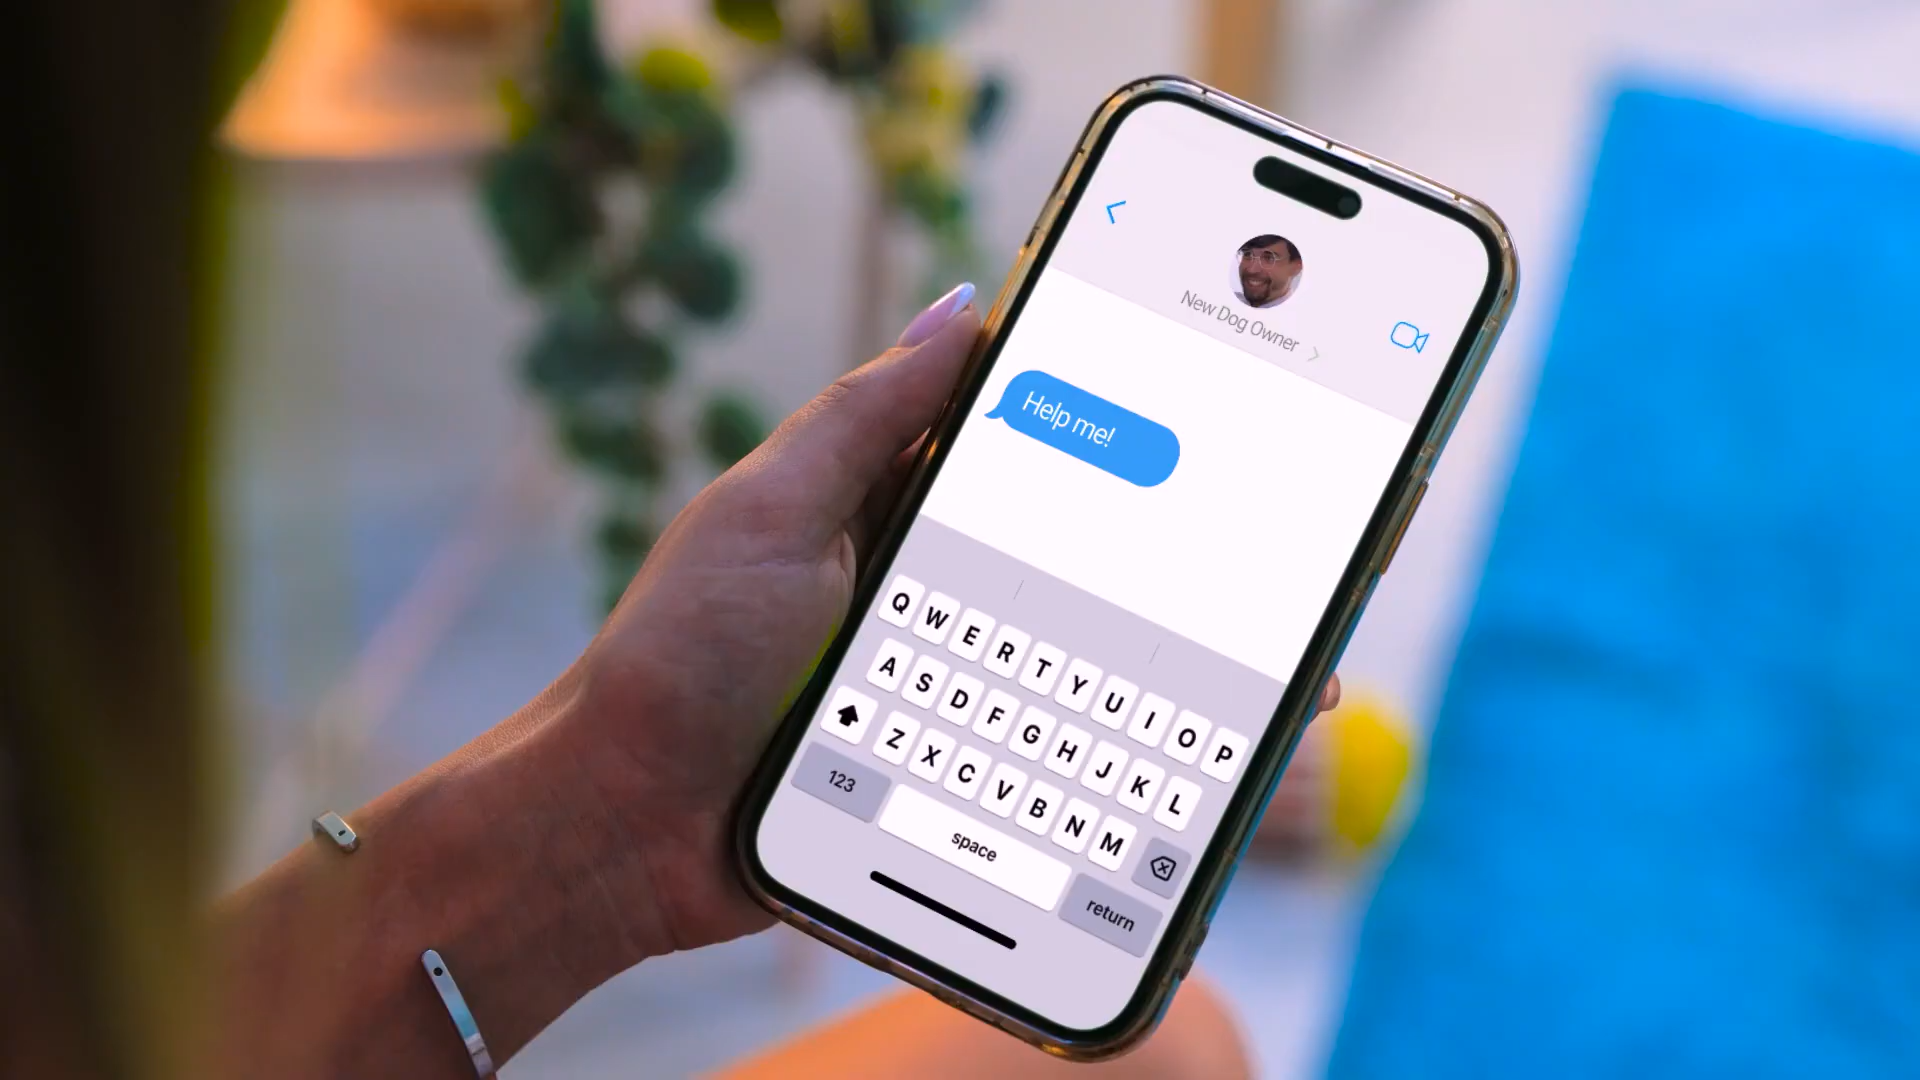 New Dog Owner
Help me!
Q W E R T Y U I O P
A S D F G H J K L
Z X C V B N M
123 space return